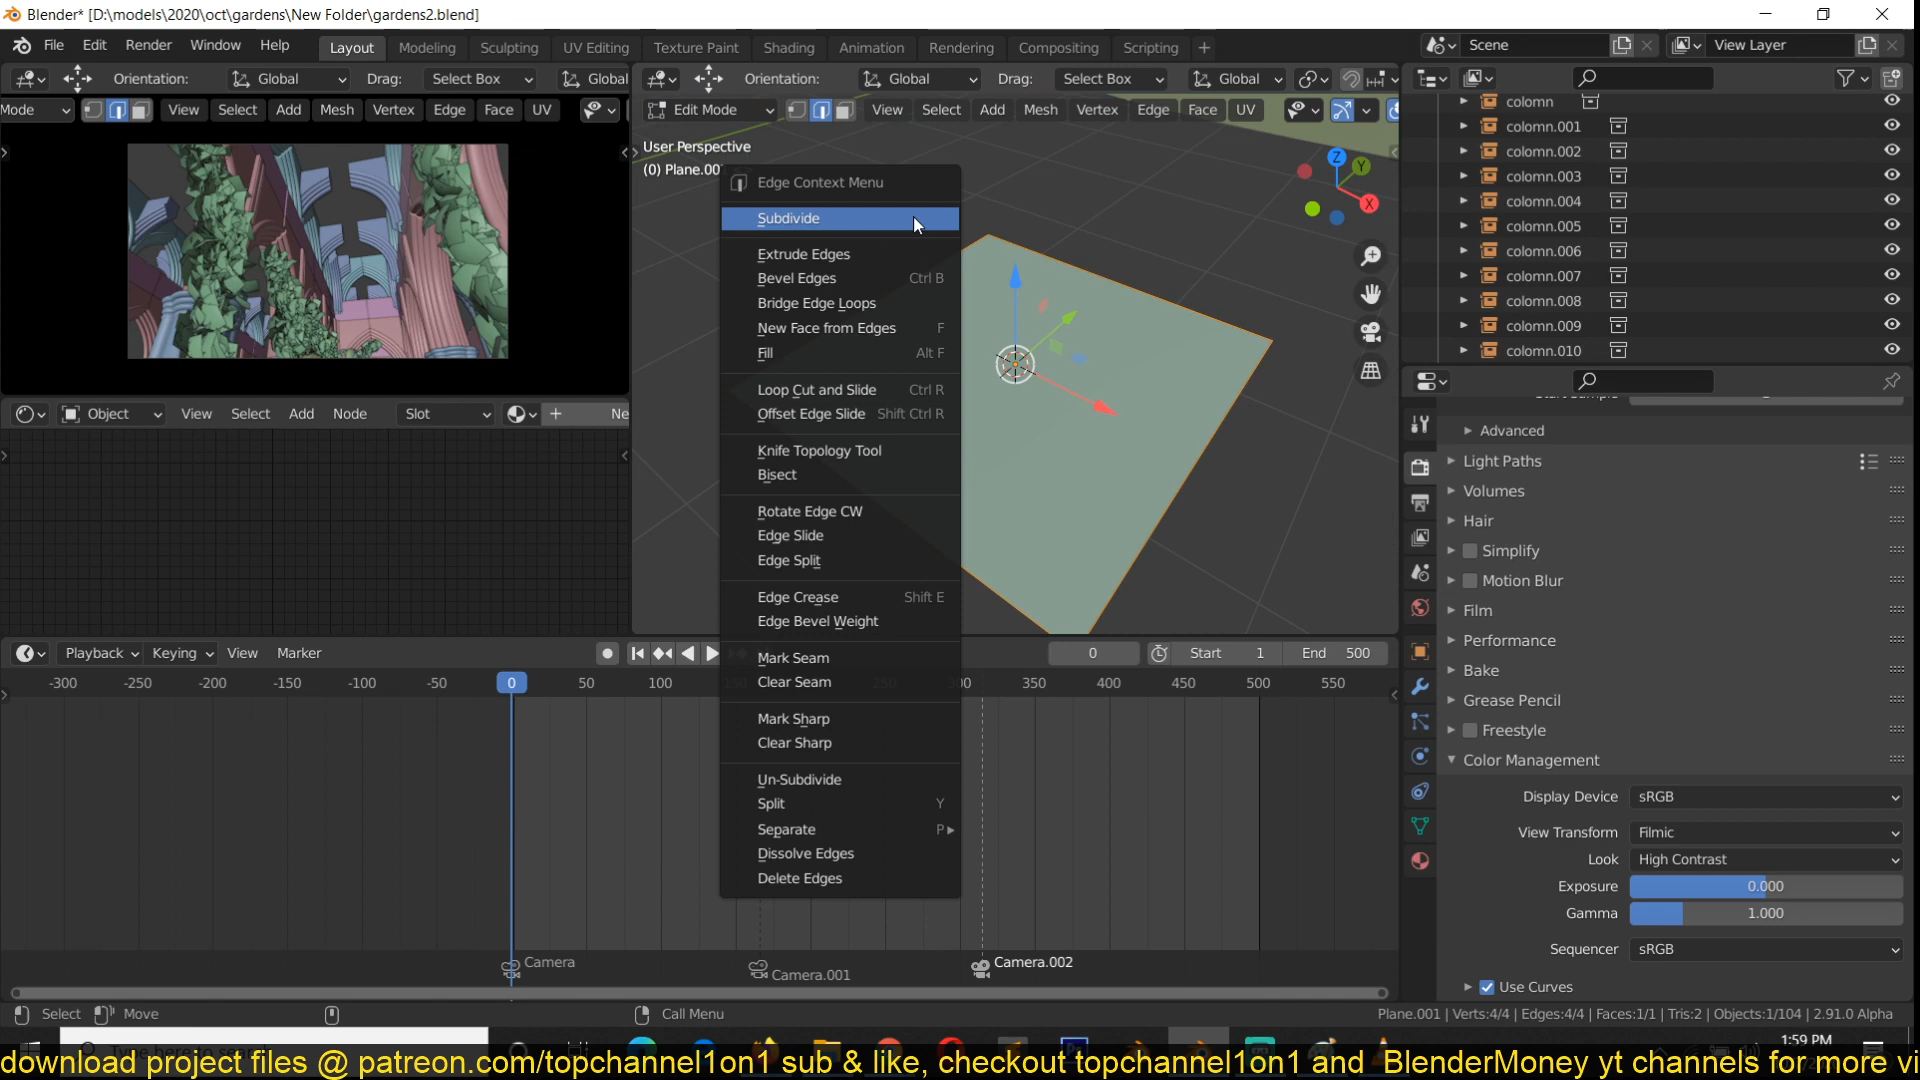 Blender* [D:\models\2020\oct\gardens\New Folder\gardens2.blend]
File Edit Render Window Help Layout Modeling Sculpting UV Editing Texture Paint Shading Animation Rendering Compositing Scripting + Scene View Layer
Orientation: Global Drag: Select Box Global Orientation: Global Drag: Select Box Global
Mode View Select Add Mesh Vertex Edge Face UV Edit Mode View Select Add Mesh Vertex Edge Face UV
User Perspective
(0) Plane.00
Edge Context Menu
Subdivide
Extrude Edges
Bevel Edges Ctrl B
Bridge Edge Loops
New Face from Edges F
Fill Alt F
Loop Cut and Slide Ctrl R
Offset Edge Slide Shift Ctrl R
Knife Topology Tool
Bisect
Rotate Edge CW
Edge Slide
Edge Split
Edge Crease Shift E
Edge Bevel Weight
Mark Seam
Clear Seam
Mark Sharp
Clear Sharp
Un-Subdivide
Split Y
Separate P
Dissolve Edges
Delete Edges
Z
Y
X
colomn
colomn.001
colomn.002
colomn.003
colomn.004
colomn.005
colomn.006
colomn.007
colomn.008
colomn.009
colomn.010
Advanced
Light Paths
Volumes
Hair
Simplify
Motion Blur
Film
Performance
Bake
Grease Pencil
Freestyle
Color Management
Display Device sRGB
View Transform Filmic
Look High Contrast
Exposure 0.000
Gamma 1.000
Sequencer sRGB
Use Curves
Object View Select Add Node Slot + Ne
Playback Keying View Marker 0 Start 1 End 500
-300 -250 -200 -150 -100 -50 0 50 100 250 00 350 400 450 500 550
Camera Camera.001 Camera.002
Select Move Call Menu Plane.001 | Verts:4/4 | Edges:4/4 | Faces:1/1 | Tris:2 | Objects:1/104 | 2.91.0 Alpha
1:59 PM
download project files @ patreon.com/topchannel1on1 sub & like, checkout topchannel1on1 and BlenderMoney yt channels for more vi